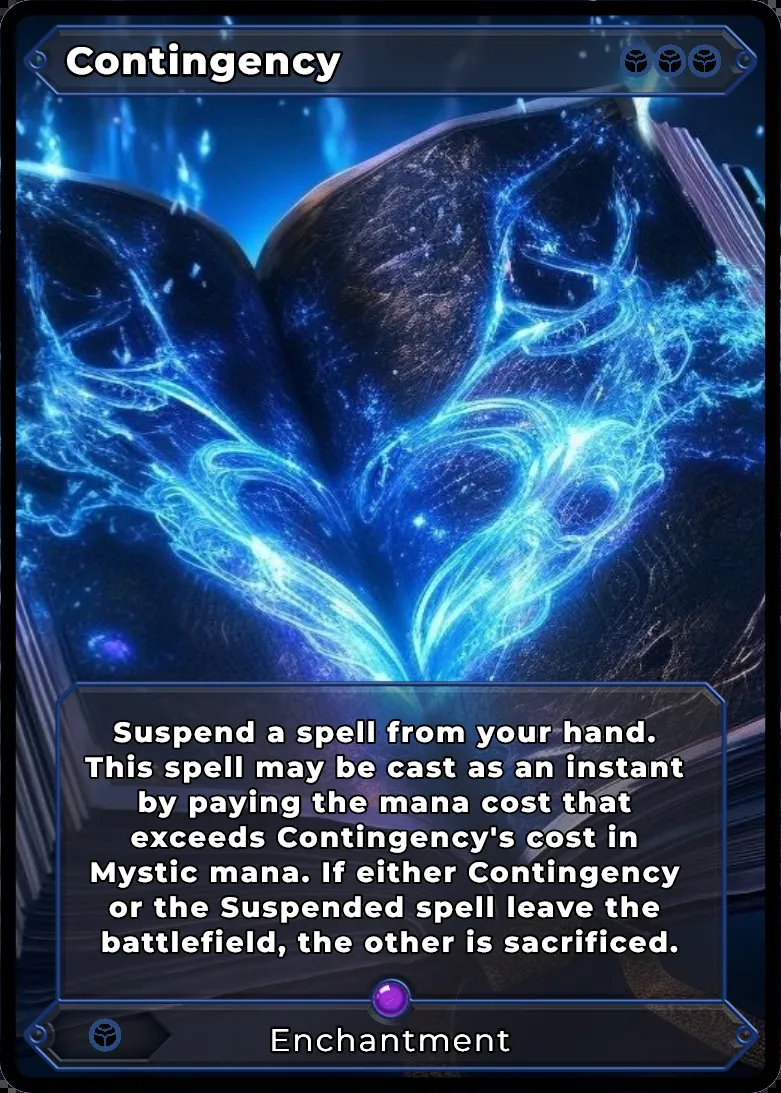 Contingency
Suspend a spell from your hand.
This spell may be cast as an instant
by paying the mana cost that
exceeds Contingency's cost in
Mystic mana. If either Contingency
or the Suspended spell leave the
battlefield, the other is sacrificed.
Enchantment